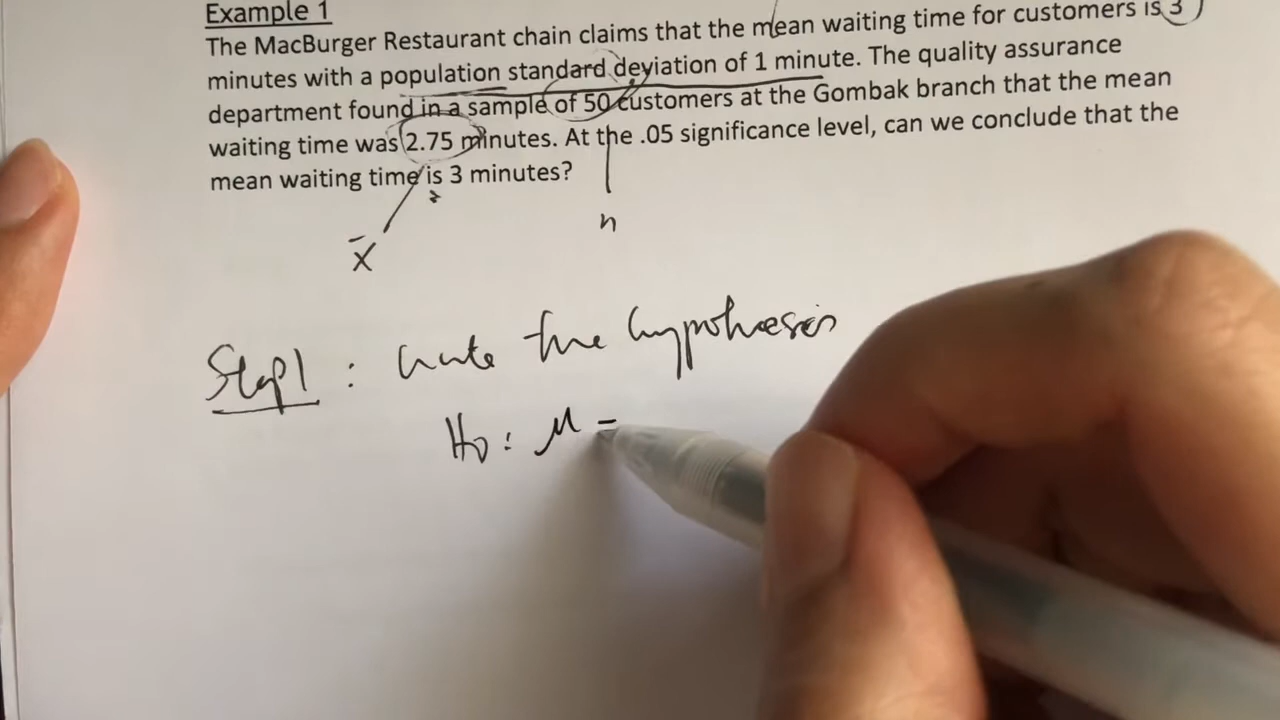 Example 1
The MacBurger Restaurant chain claims that the mean waiting time for customers is 3
minutes with a population standard deviation of 1 minute. The quality assurance
department found in a sample of 50 customers at the Gombak branch that the mean
waiting time was 2.75 minutes. At the .05 significance level, can we conclude that the
mean waiting time is 3 minutes?
x̄
n
Step1 : write the hypothesis
H0 : μ =